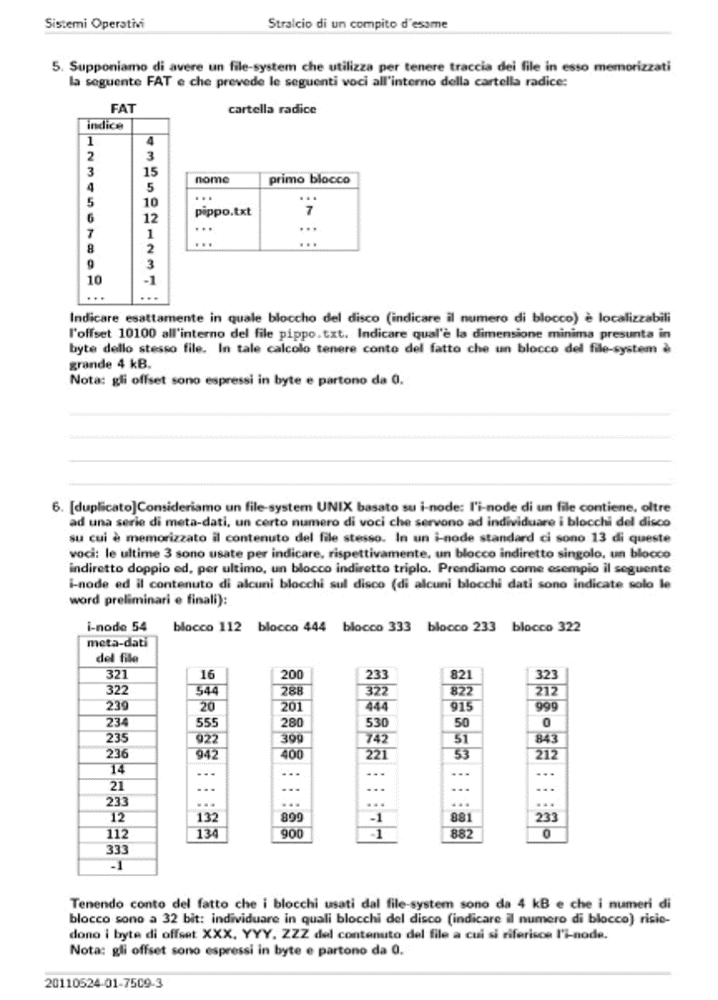 Sistemi Operativi Stralcio di un compito d'esame
5. Supponiamo di avere un file-system che utilizza per tenere traccia dei file in esso memorizzati
la seguente FAT e che prevede le seguenti voci all'interno della cartella radice:
FAT cartella radice
indice
1 4
2 3
3 15
4 5
5 10
6 12
7 1
8 2
9 3
10 -1
... ...
nome primo blocco
... ...
pippo.txt 7
... ...
... ...
Indicare esattamente in quale bloccho del disco (indicare il numero di blocco) è localizzabili
l'offset 10100 all'interno del file pippo.txt. Indicare qual'è la dimensione minima presunta in
byte dello stesso file. In tale calcolo tenere conto del fatto che un blocco del file-system è
grande 4 kB.
Nota: gli offset sono espressi in byte e partono da 0.
6. [duplicato]Consideriamo un file-system UNIX basato su i-node: l'i-node di un file contiene, oltre
ad una serie di meta-dati, un certo numero di voci che servono ad individuare i blocchi del disco
su cui è memorizzato il contenuto del file stesso. In un i-node standard ci sono 13 di queste
voci: le ultime 3 sono usate per indicare, rispettivamente, un blocco indiretto singolo, un blocco
indiretto doppio ed, per ultimo, un blocco indiretto triplo. Prendiamo come esempio il seguente
i-node ed il contenuto di alcuni blocchi sul disco (di alcuni blocchi dati sono indicate solo le
word preliminari e finali):
i-node 54 blocco 112 blocco 444 blocco 333 blocco 233 blocco 322
meta-dati
del file
321 16 200 233 821 323
322 544 288 322 822 212
239 20 201 444 915 999
234 555 280 530 50 0
235 922 399 742 51 843
236 942 400 221 53 212
14 ... ... ... ... ...
21 ... ... ... ... ...
233 ... ... ... ... ...
12 132 899 -1 881 233
112 134 900 -1 882 0
333
-1
Tenendo conto del fatto che i blocchi usati dal file-system sono da 4 kB e che i numeri di
blocco sono a 32 bit: individuare in quali blocchi del disco (indicare il numero di blocco) risie-
dono i byte di offset XXX, YYY, ZZZ del contenuto del file a cui si riferisce l'i-node.
Nota: gli offset sono espressi in byte e partono da 0.
20110524-01-7509-3